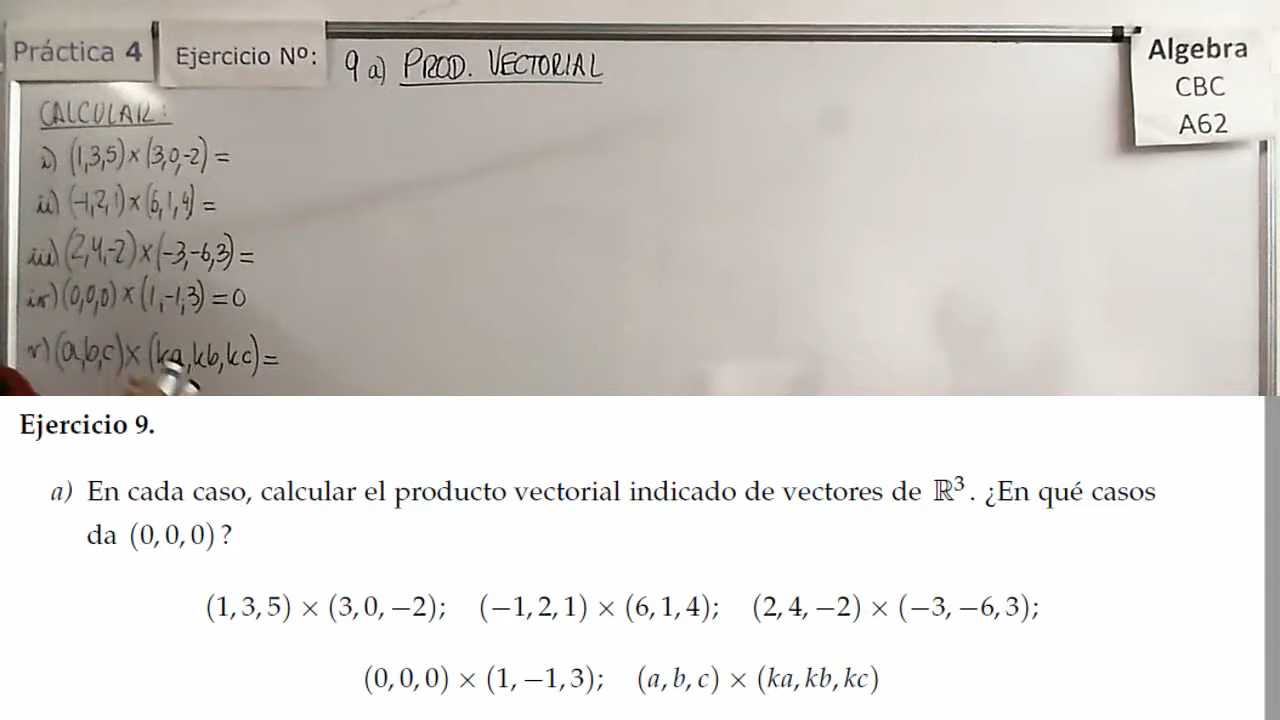 Práctica 4
Ejercicio Nº:
9 a) PROD. VECTORIAL
Algebra
CBC
A62
CALCULAR:
i) (1,3,5)×(3,0,-2) =
ii) (-1,2,1)×(6,1,4) =
iii) (2,4,-2)×(-3,-6,3) =
iv) (0,0,0)×(1,-1,3) = 0
v) (a,b,c)×(ka,kb,kc) =
Ejercicio 9.
a) En cada caso, calcular el producto vectorial indicado de vectores de ℝ³. ¿En qué casos
da (0, 0, 0)?
(1, 3, 5) × (3, 0, −2); (−1, 2, 1) × (6, 1, 4); (2, 4, −2) × (−3, −6, 3);
(0, 0, 0) × (1, −1, 3); (a, b, c) × (ka, kb, kc)